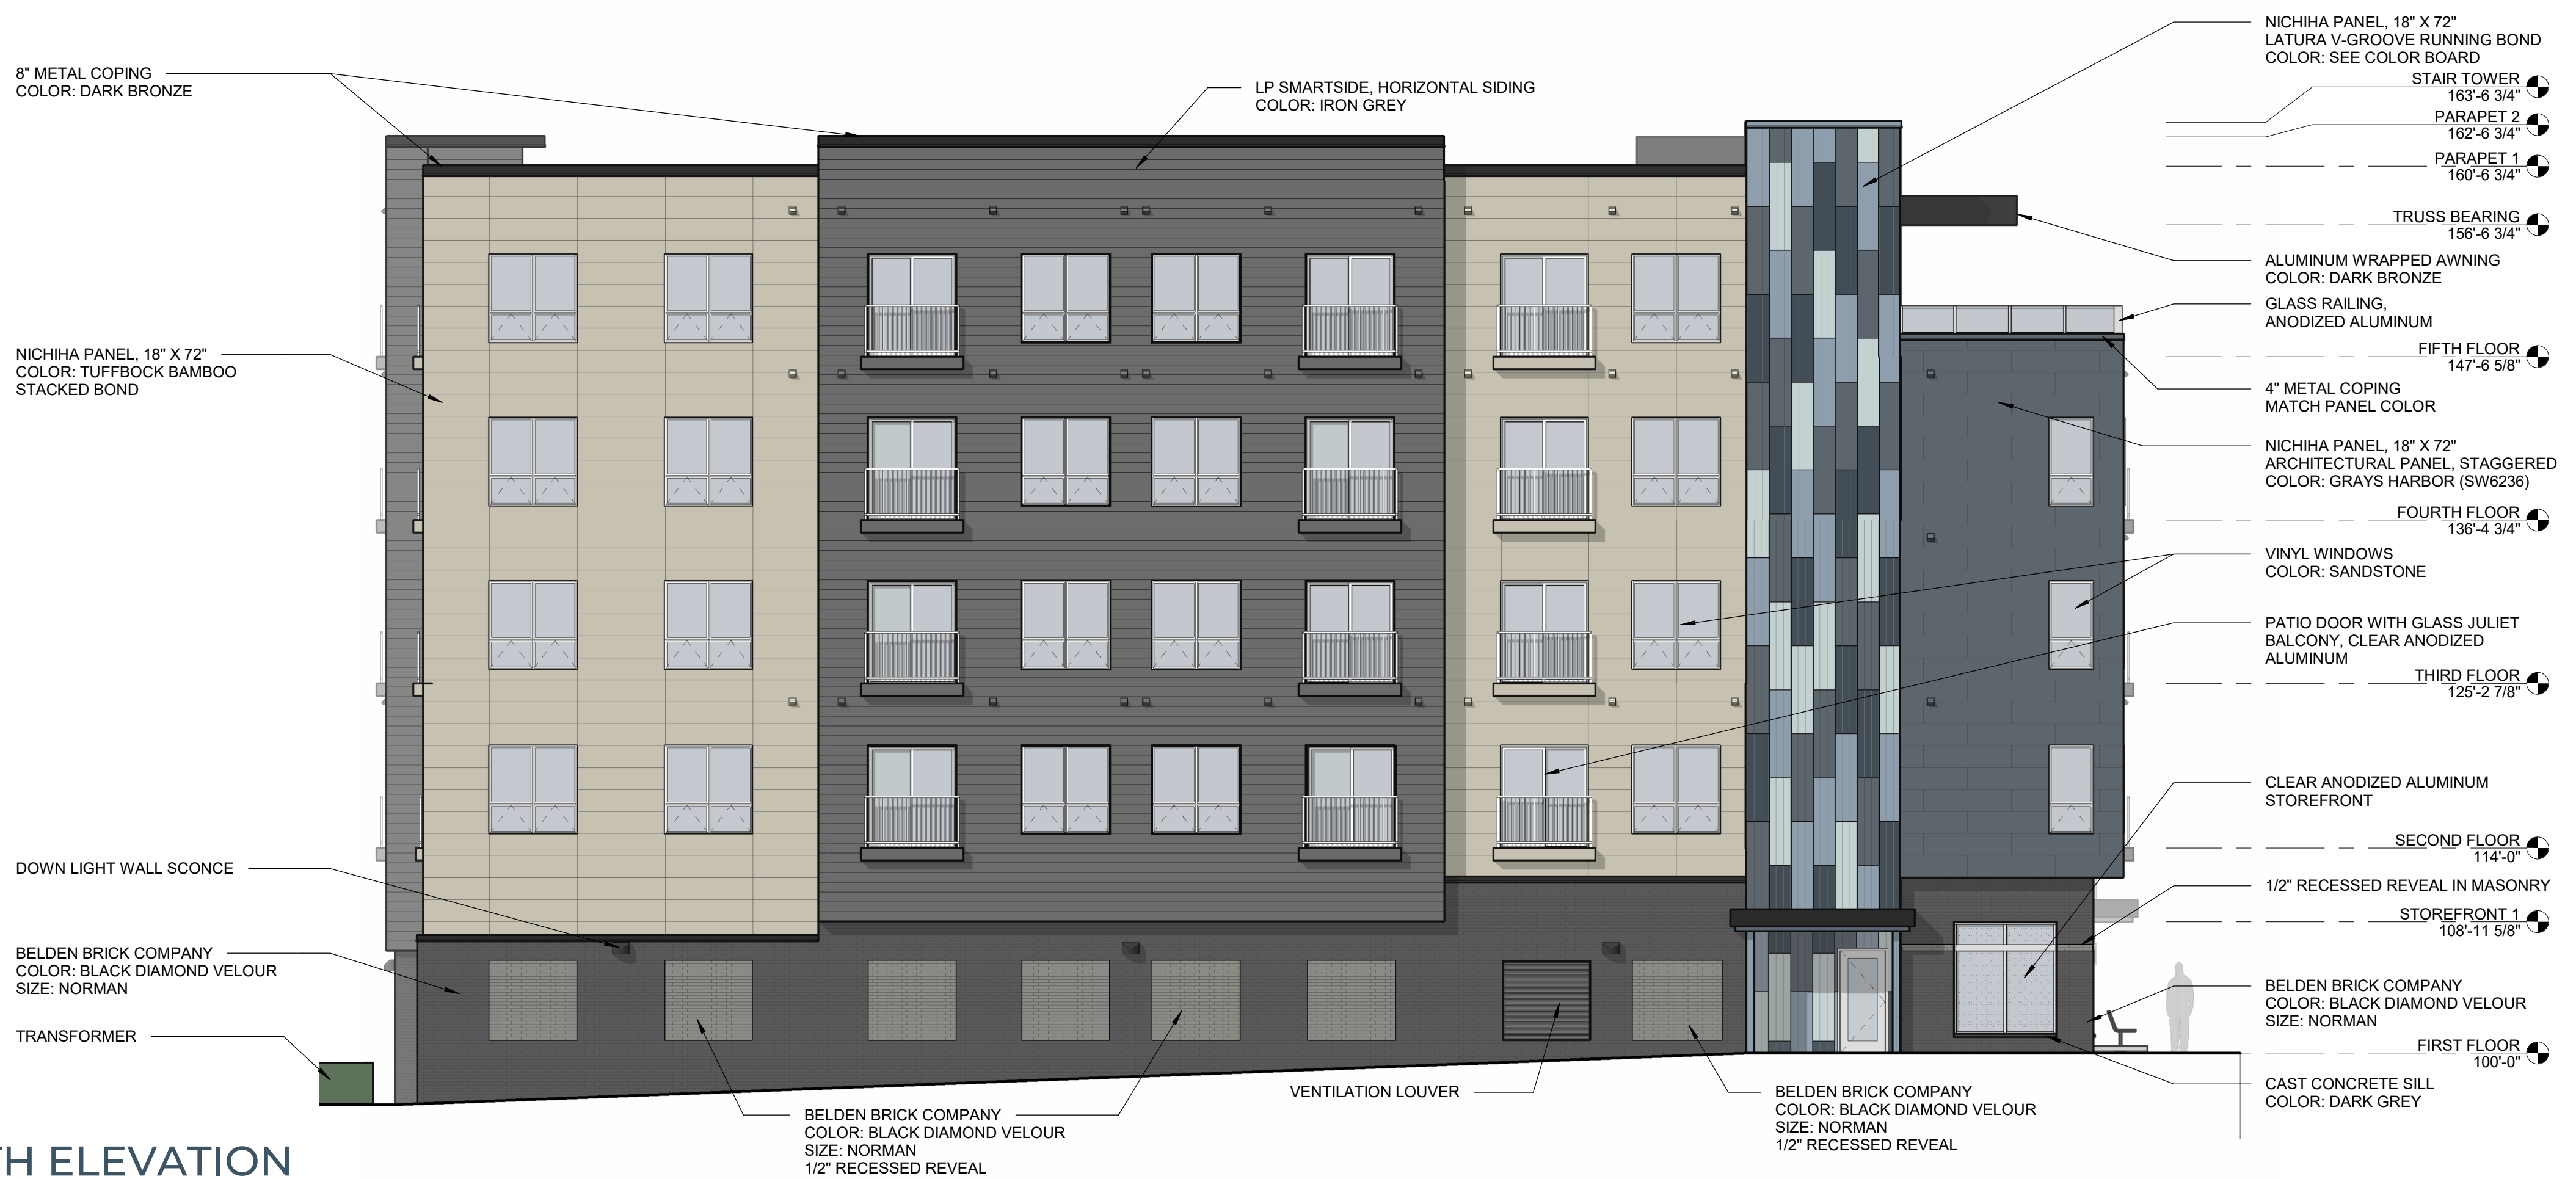 8" METAL COPING
COLOR: DARK BRONZE
NICHIHA PANEL, 18" X 72"
COLOR: TUFFBOCK BAMBOO
STACKED BOND
DOWN LIGHT WALL SCONCE
BELDEN BRICK COMPANY
COLOR: BLACK DIAMOND VELOUR
SIZE: NORMAN
TRANSFORMER
LP SMARTSIDE, HORIZONTAL SIDING
COLOR: IRON GREY
BELDEN BRICK COMPANY
COLOR: BLACK DIAMOND VELOUR
SIZE: NORMAN
1/2" RECESSED REVEAL
VENTILATION LOUVER
BELDEN BRICK COMPANY
COLOR: BLACK DIAMOND VELOUR
SIZE: NORMAN
1/2" RECESSED REVEAL
NICHIHA PANEL, 18" X 72"
LATURA V-GROOVE RUNNING BOND
COLOR: SEE COLOR BOARD
STAIR TOWER
163'-6 3/4"
PARAPET 2
162'-6 3/4"
PARAPET 1
160'-6 3/4"
TRUSS BEARING
156'-6 3/4"
ALUMINUM WRAPPED AWNING
COLOR: DARK BRONZE
GLASS RAILING,
ANODIZED ALUMINUM
FIFTH FLOOR
147'-6 5/8"
4" METAL COPING
MATCH PANEL COLOR
NICHIHA PANEL, 18" X 72"
ARCHITECTURAL PANEL, STAGGERED
COLOR: GRAYS HARBOR (SW6236)
FOURTH FLOOR
136'-4 3/4"
VINYL WINDOWS
COLOR: SANDSTONE
PATIO DOOR WITH GLASS JULIET
BALCONY, CLEAR ANODIZED
ALUMINUM
THIRD FLOOR
125'-2 7/8"
CLEAR ANODIZED ALUMINUM
STOREFRONT
SECOND FLOOR
114'-0"
1/2" RECESSED REVEAL IN MASONRY
STOREFRONT 1
108'-11 5/8"
BELDEN BRICK COMPANY
COLOR: BLACK DIAMOND VELOUR
SIZE: NORMAN
FIRST FLOOR
100'-0"
CAST CONCRETE SILL
COLOR: DARK GREY
TH ELEVATION